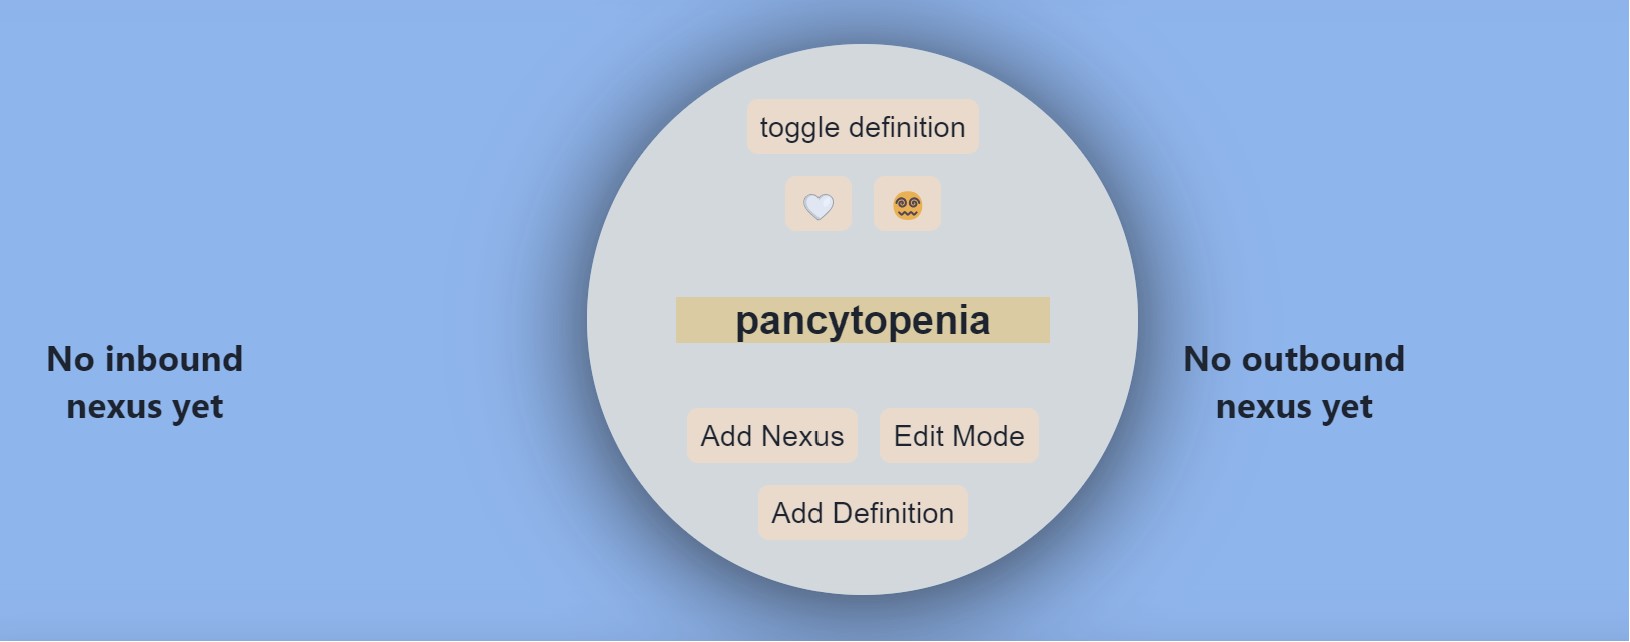 toggle definition
pancytopenia
No inbound
nexus yet
No outbound
nexus yet
Add Nexus
Edit Mode
Add Definition